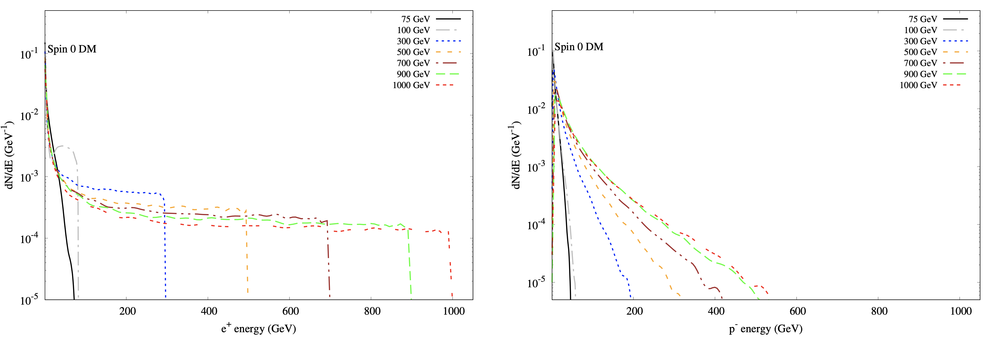 75 GeV
100 GeV
300 GeV
500 GeV
700 GeV
900 GeV
1000 GeV
Spin 0 DM
10^-1
10^-2
10^-3
10^-4
10^-5
dN/dE (GeV^-1)
200 400 600 800 1000
e^+ energy (GeV)
75 GeV
100 GeV
300 GeV
500 GeV
700 GeV
900 GeV
1000 GeV
Spin 0 DM
10^-1
10^-2
10^-3
10^-4
10^-5
dN/dE (GeV^-1)
200 400 600 800 1000
p^- energy (GeV)